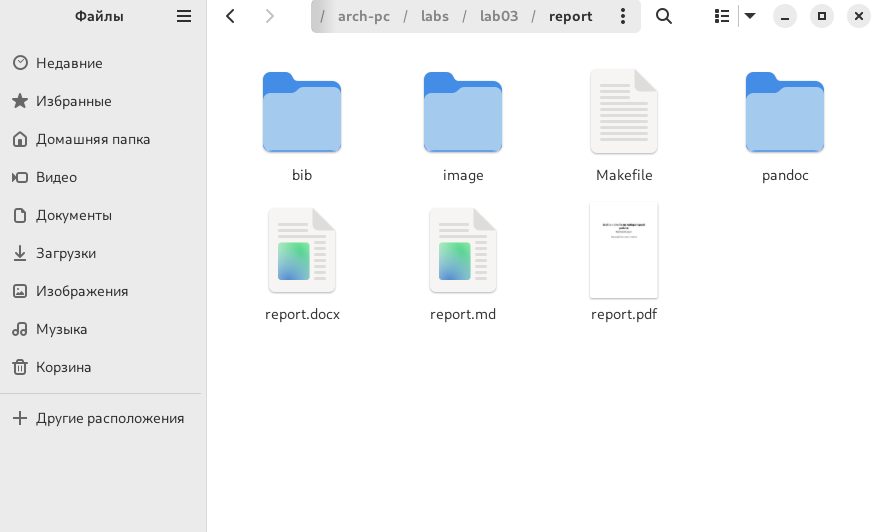 Файлы
/ arch-pc / labs / lab03 / report
Недавние
Избранные
Домашняя папка
Видео
Документы
Загрузки
Изображения
Музыка
Корзина
Другие расположения
bib
image
Makefile
pandoc
report.docx
report.md
report.pdf